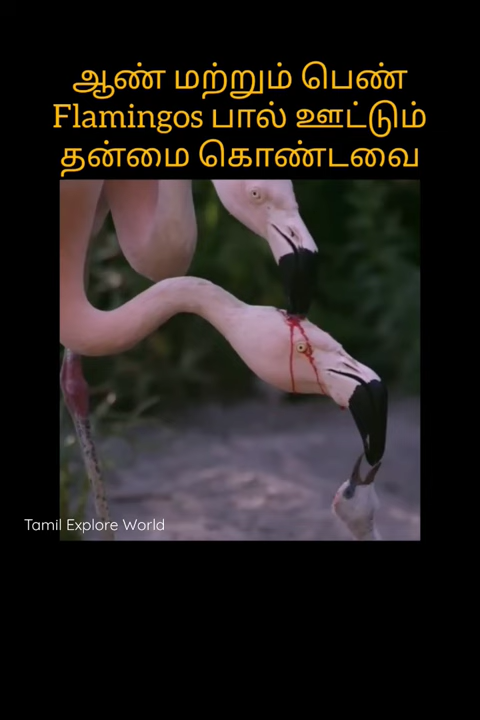 ஆண் மற்றும் பெண்
Flamingos பால் ஊட்டும்
தன்மை கொண்டவை
Tamil Explore World